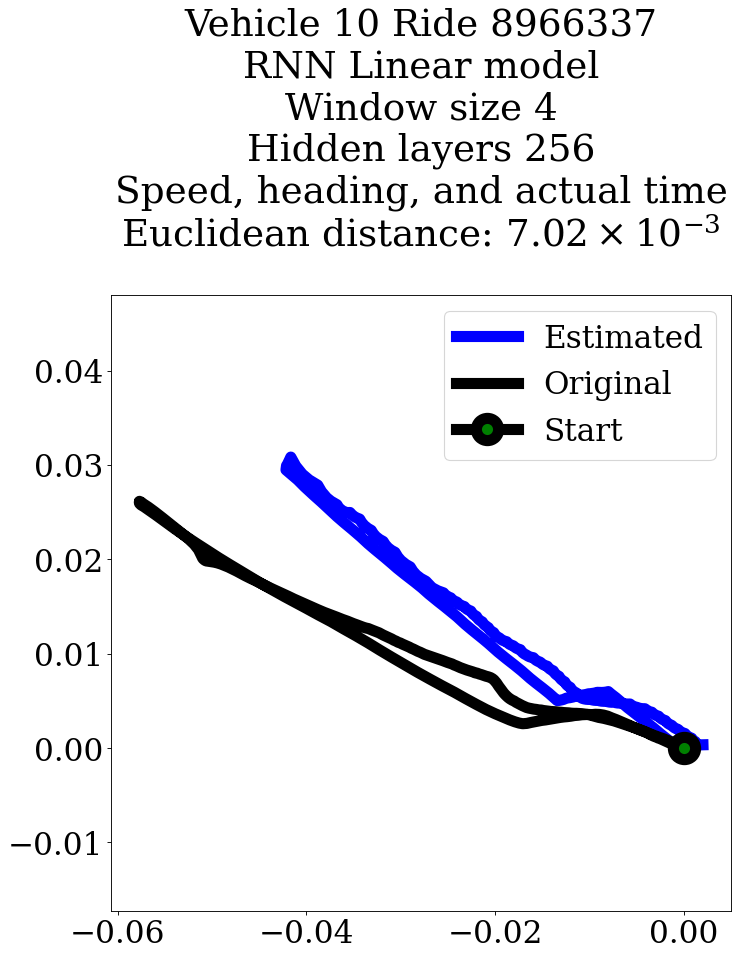 Vehicle 10 Ride 8966337
RNN Linear model
Window size 4
Hidden layers 256
Speed, heading, and actual time
Euclidean distance: 7.02 × 10⁻³
Estimated
Original
Start
0.04
0.03
0.02
0.01
0.00
−0.01
−0.06
−0.04
−0.02
0.00